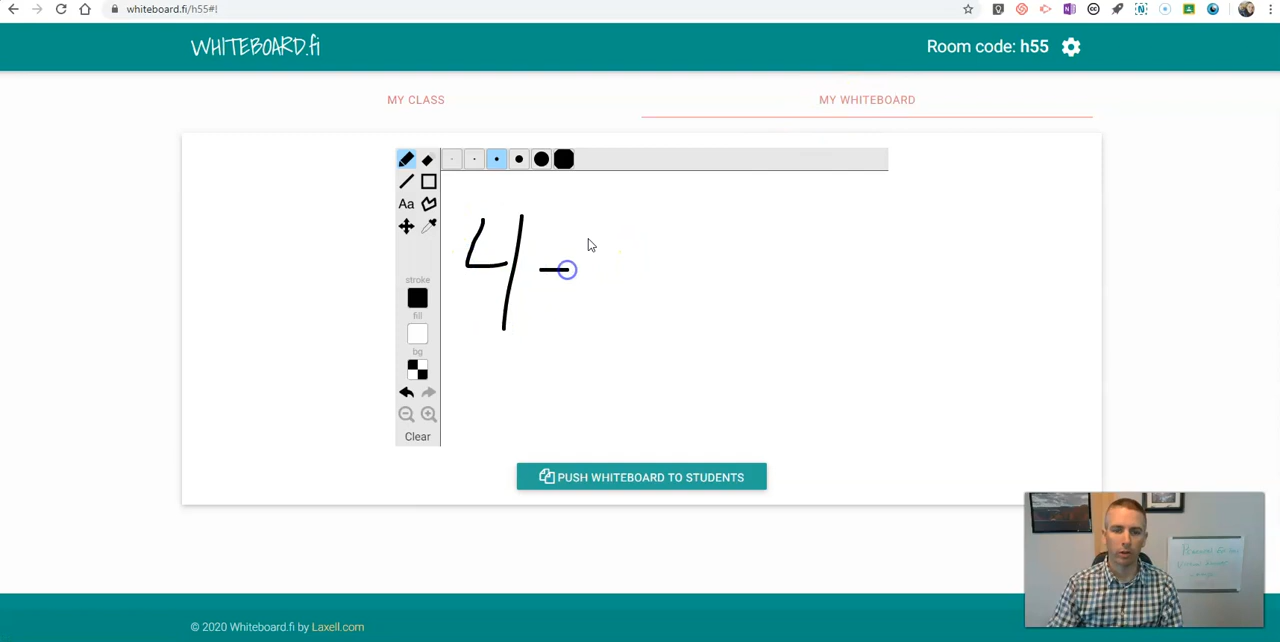 whiteboard.fi/h55#!
WHITEBOARD.fi
Room code: h55
MY CLASS
MY WHITEBOARD
Aa
stroke
fill
bg
Clear
4 –
PUSH WHITEBOARD TO STUDENTS
© 2020 Whiteboard.fi by Laxell.com